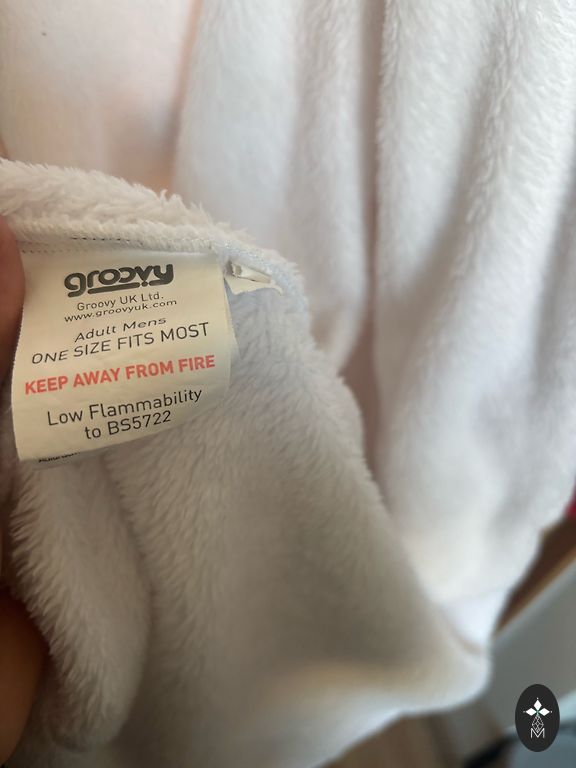 groovy
Groovy UK Ltd.
www.groovyuk.com
Adult Mens
ONE SIZE FITS MOST
KEEP AWAY FROM FIRE
Low Flammability
to BS5722
M